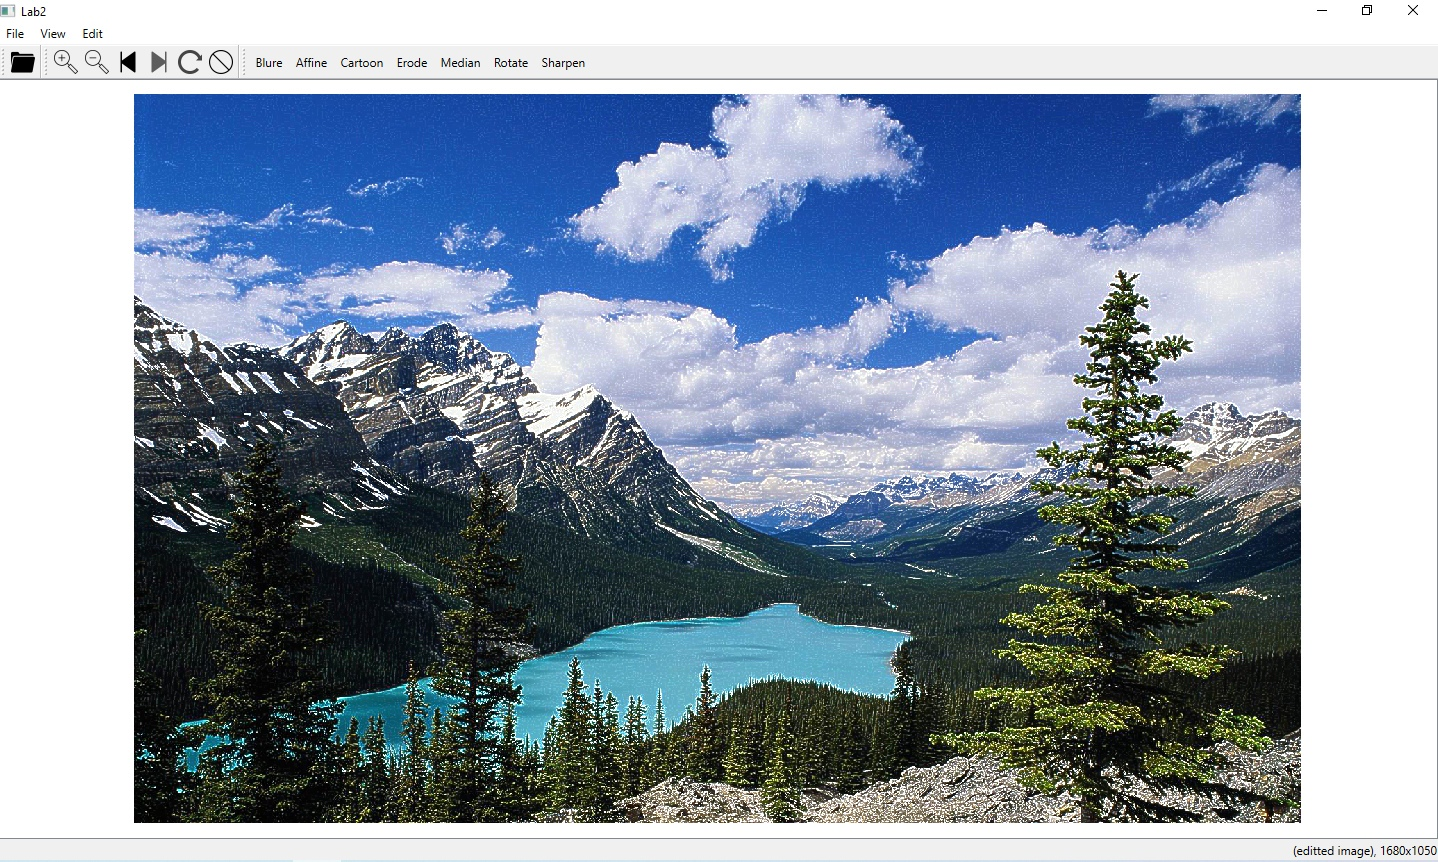 Lab2
File View Edit
Blure Affine Cartoon Erode Median Rotate Sharpen
(editted image), 1680x1050